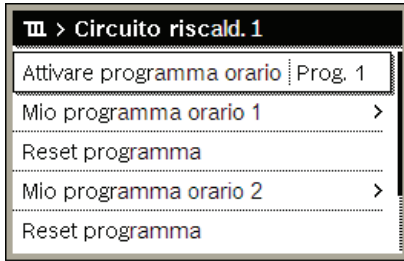 > Circuito riscald. 1
Attivare programma orario Prog. 1
Mio programma orario 1 >
Reset programma
Mio programma orario 2 >
Reset programma